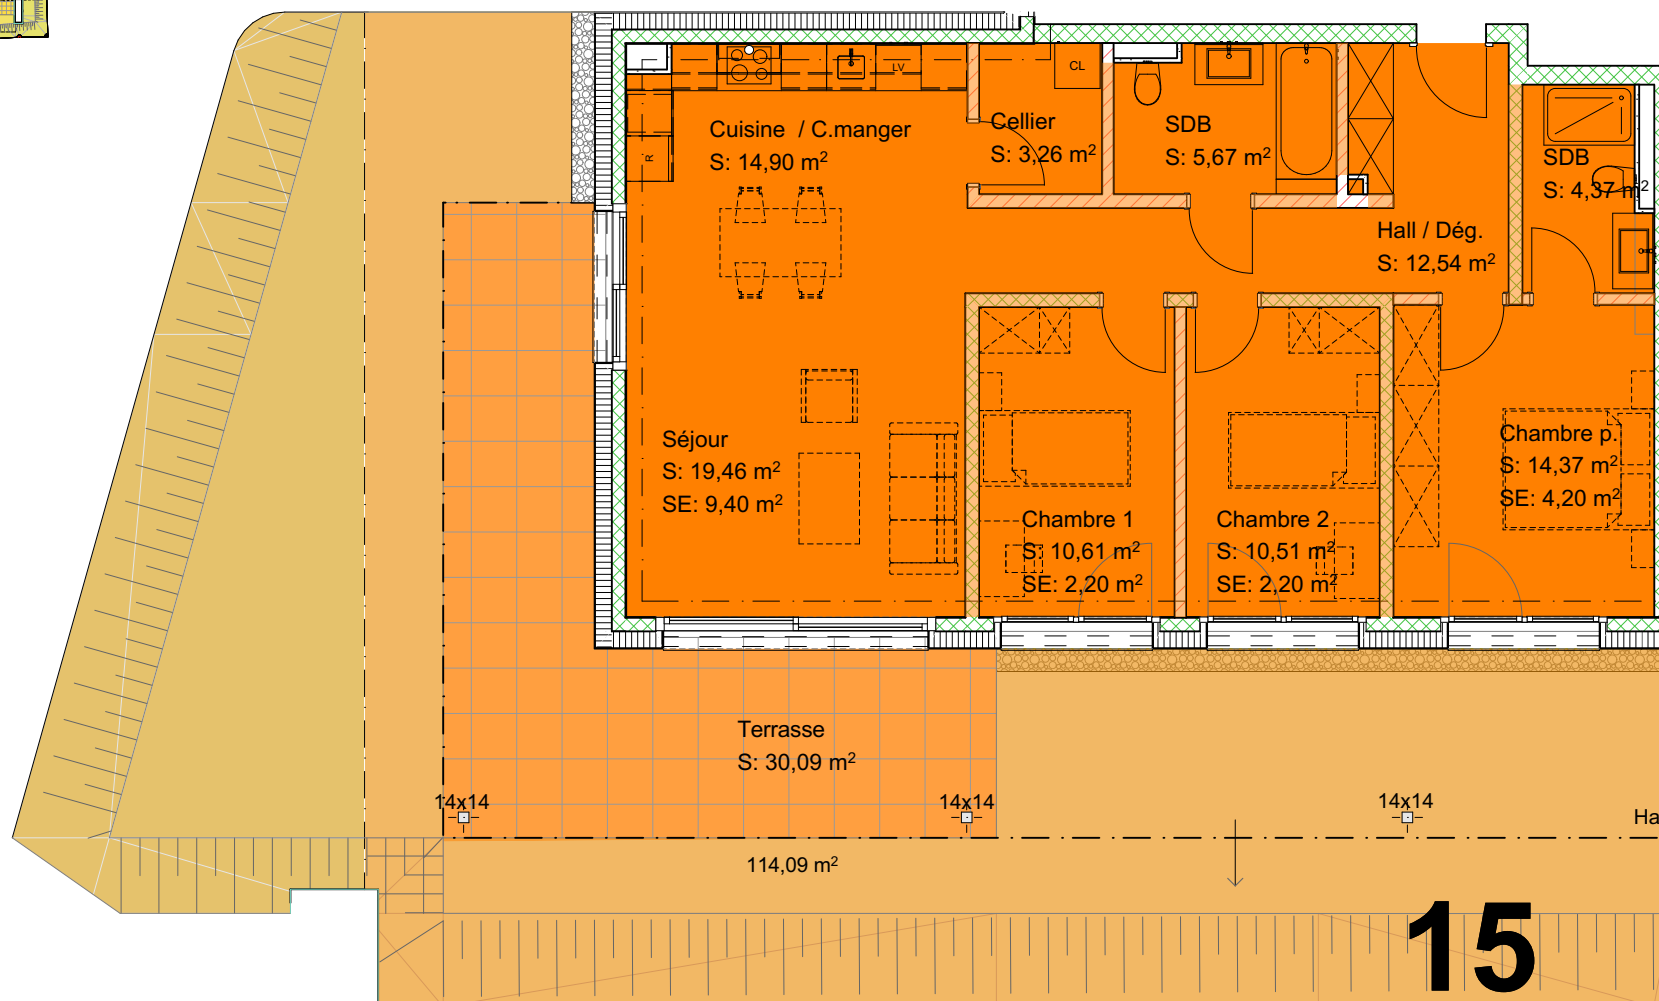 LV
CL
R
Cuisine / C.manger
S: 14,90 m²
Cellier
S: 3,26 m²
SDB
S: 5,67 m²
SDB
S: 4,37 m²
Hall / Dég.
S: 12,54 m²
Séjour
S: 19,46 m²
SE: 9,40 m²
Chambre 1
S: 10,61 m²
SE: 2,20 m²
Chambre 2
S: 10,51 m²
SE: 2,20 m²
Chambre p.
S: 14,37 m²
SE: 4,20 m²
Terrasse
S: 30,09 m²
14x14
14x14
14x14
Ha
114,09 m²
15